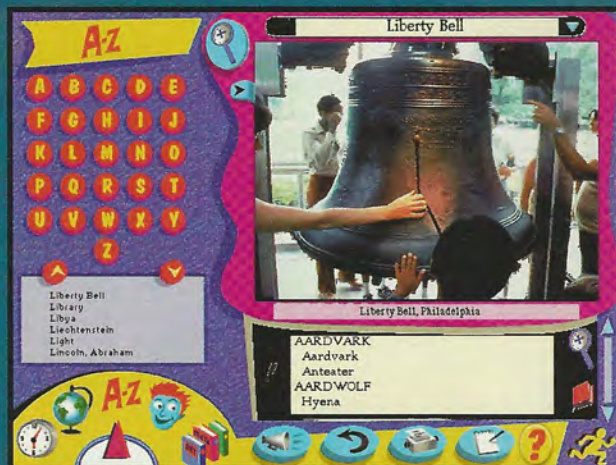 A-Z
A B C D E
F G H I J
K L M N O
P Q R S T
U V W X Y
Z
Liberty Bell
Library
Libya
Liechtenstein
Light
Lincoln, Abraham
A-Z
Liberty Bell
Liberty Bell, Philadelphia
AARDVARK
Aardvark
Anteater
AARDWOLF
Hyena
?